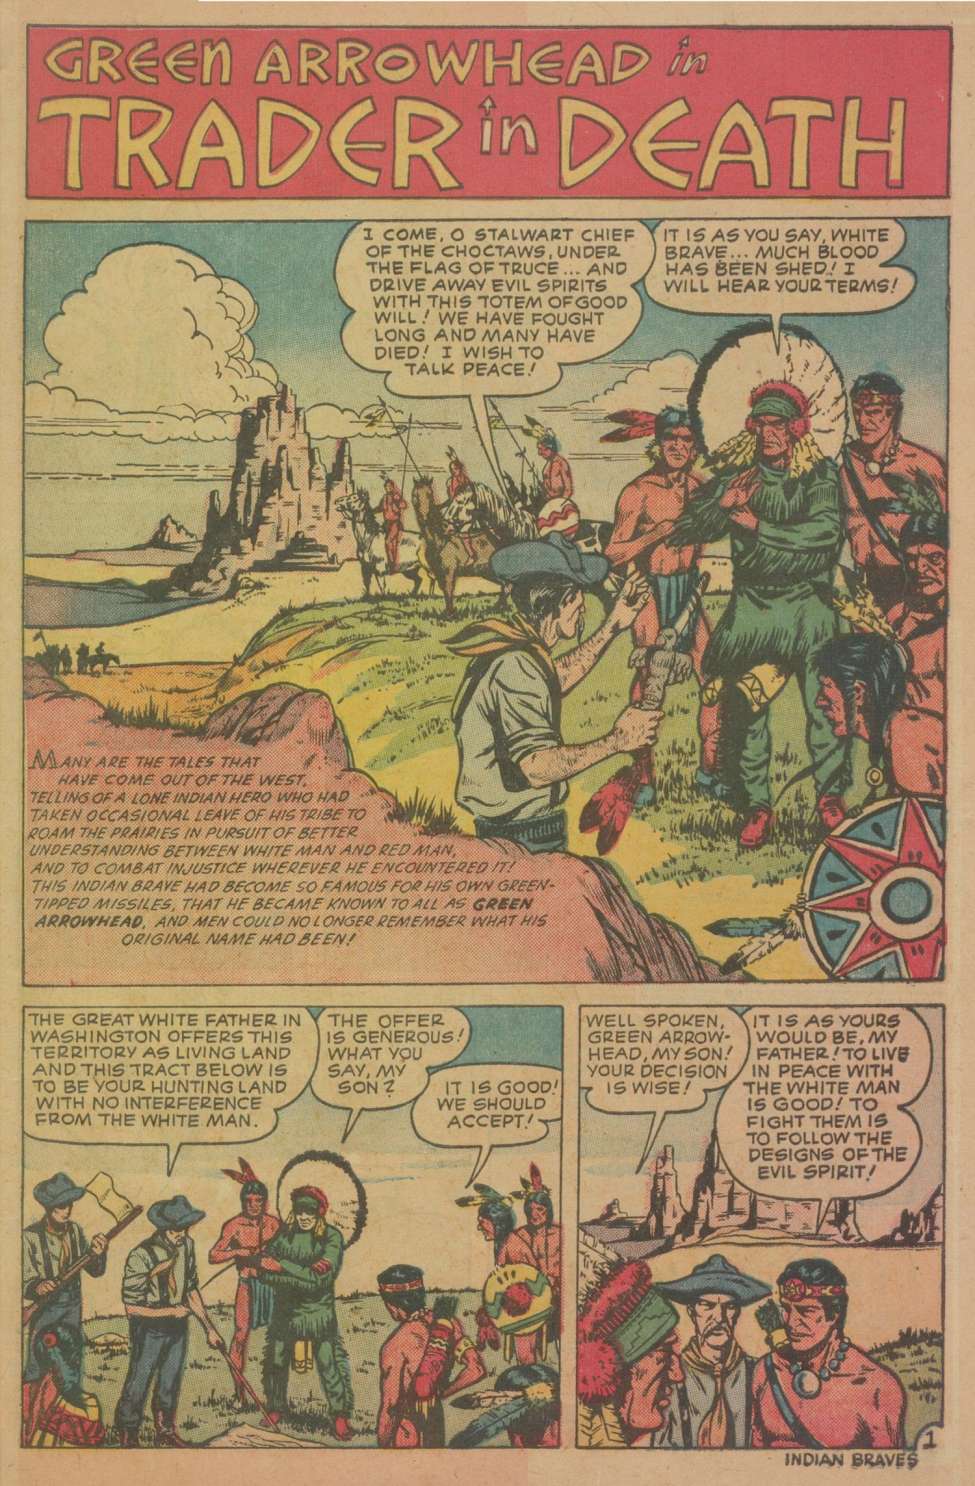 GREEN ARROWHEAD in
TRADER in DEATH
I COME, O STALWART CHIEF
OF THE CHOCTAWS, UNDER
THE FLAG OF TRUCE... AND
DRIVE AWAY EVIL SPIRITS
WITH THIS TOTEM OF GOOD
WILL! WE HAVE FOUGHT
LONG AND MANY HAVE
DIED! I WISH TO
TALK PEACE!
IT IS AS YOU SAY, WHITE
BRAVE... MUCH BLOOD
HAS BEEN SHED! I
WILL HEAR YOUR TERMS!
MANY ARE THE TALES THAT
HAVE COME OUT OF THE WEST,
TELLING OF A LONE INDIAN HERO WHO HAD
TAKEN OCCASIONAL LEAVE OF HIS TRIBE TO
ROAM THE PRAIRIES IN PURSUIT OF BETTER
UNDERSTANDING BETWEEN WHITE MAN AND RED MAN,
AND TO COMBAT INJUSTICE WHEREVER HE ENCOUNTERED IT!
THIS INDIAN BRAVE HAD BECOME SO FAMOUS FOR HIS OWN GREEN-
TIPPED MISSILES, THAT HE BECAME KNOWN TO ALL AS GREEN
ARROWHEAD, AND MEN COULD NO LONGER REMEMBER WHAT HIS
ORIGINAL NAME HAD BEEN!
THE GREAT WHITE FATHER IN
WASHINGTON OFFERS THIS
TERRITORY AS LIVING LAND
AND THIS TRACT BELOW IS
TO BE YOUR HUNTING LAND
WITH NO INTERFERENCE
FROM THE WHITE MAN.
THE OFFER
IS GENEROUS!
WHAT YOU
SAY, MY
SON?
IT IS GOOD!
WE SHOULD
ACCEPT!
WELL SPOKEN,
GREEN ARROW-
HEAD, MY SON!
YOUR DECISION
IS WISE!
IT IS AS YOURS
WOULD BE, MY
FATHER! TO LIVE
IN PEACE WITH
THE WHITE MAN
IS GOOD! TO
FIGHT THEM IS
TO FOLLOW THE
DESIGNS OF THE
EVIL SPIRIT!
1
INDIAN BRAVES